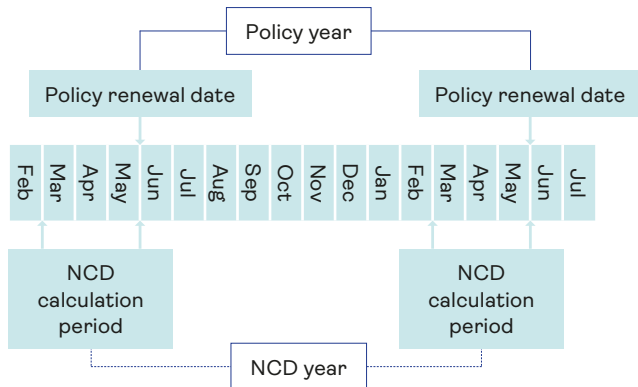 Policy year
Policy renewal date
Policy renewal date
Feb
Mar
Apr
May
Jun
Jul
Aug
Sep
Oct
Nov
Dec
Jan
Feb
Mar
Apr
May
Jun
Jul
NCD
calculation
period
NCD
calculation
period
NCD year